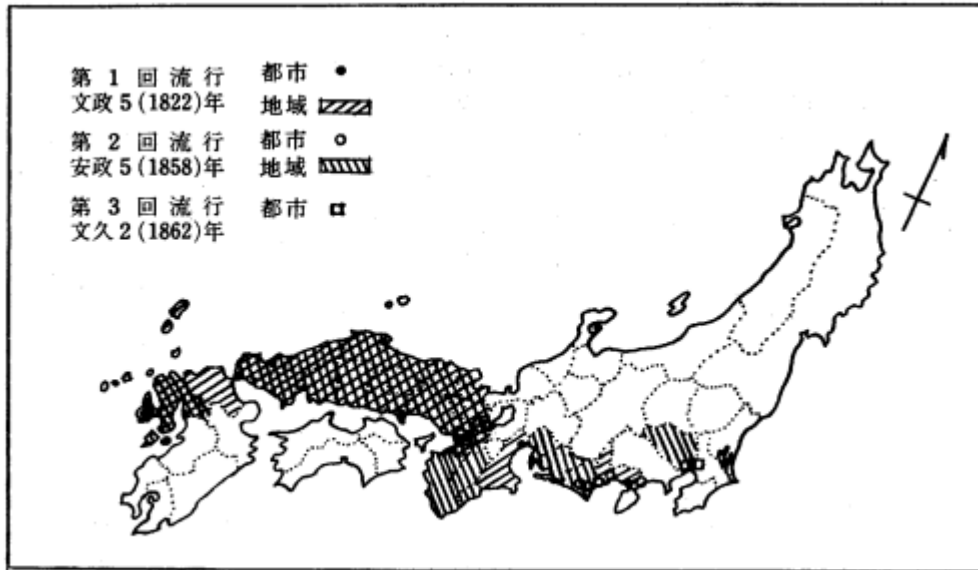 第1回流行 都市
文政5(1822)年 地域
第2回流行 都市
安政5(1858)年 地域
第3回流行 都市
文久2(1862)年